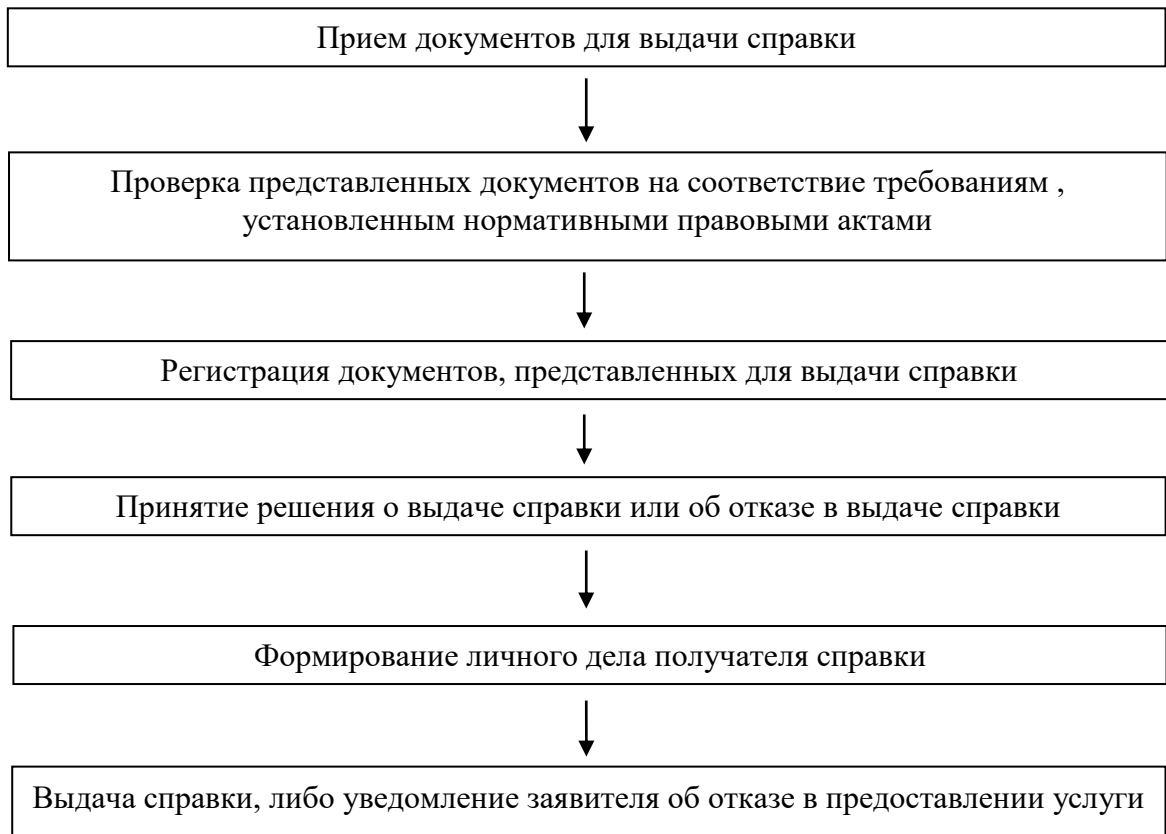 Прием документов для выдачи справки
Проверка представленных документов на соответствие требованиям ,
установленным нормативными правовыми актами
Регистрация документов, представленных для выдачи справки
Принятие решения о выдаче справки или об отказе в выдаче справки
Формирование личного дела получателя справки
Выдача справки, либо уведомление заявителя об отказе в предоставлении услуги